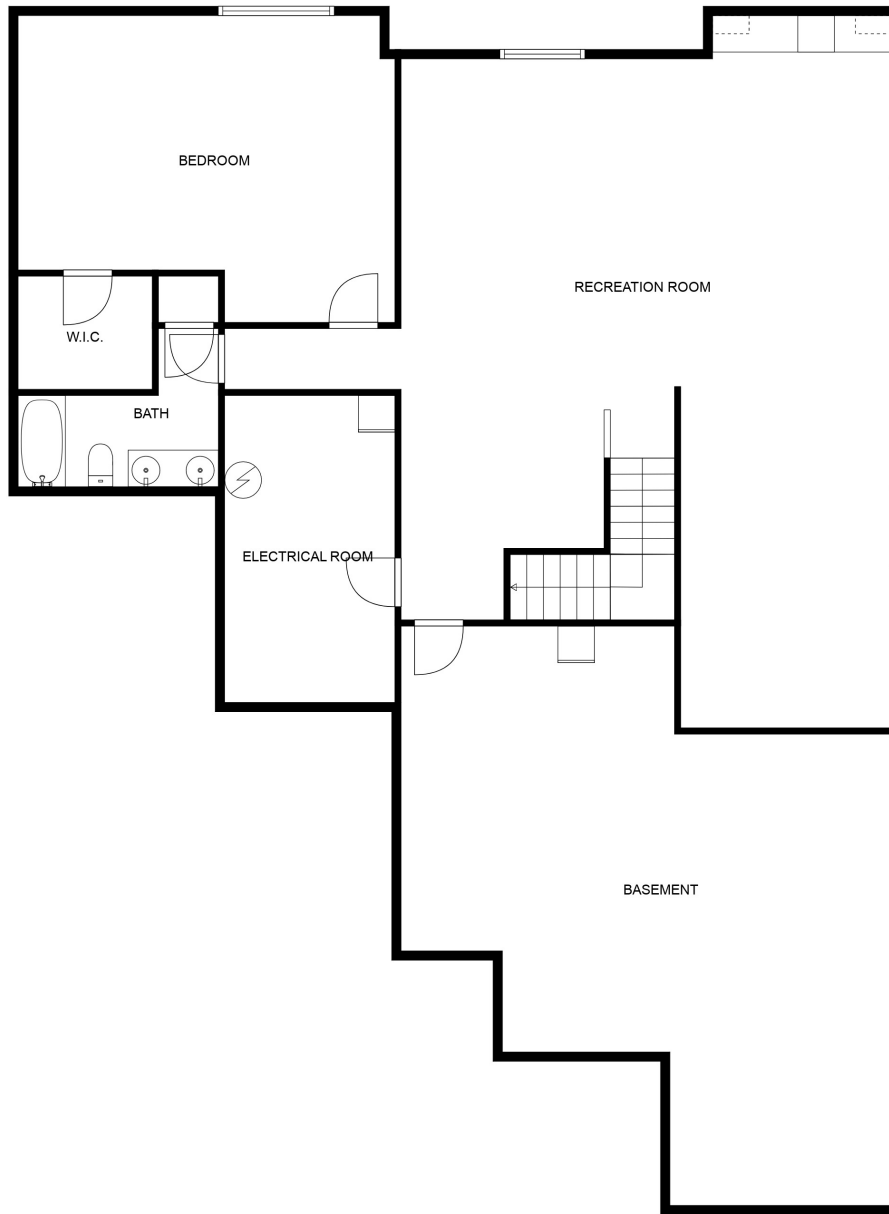 BEDROOM
RECREATION ROOM
W.I.C.
BATH
ELECTRICAL ROOM
BASEMENT